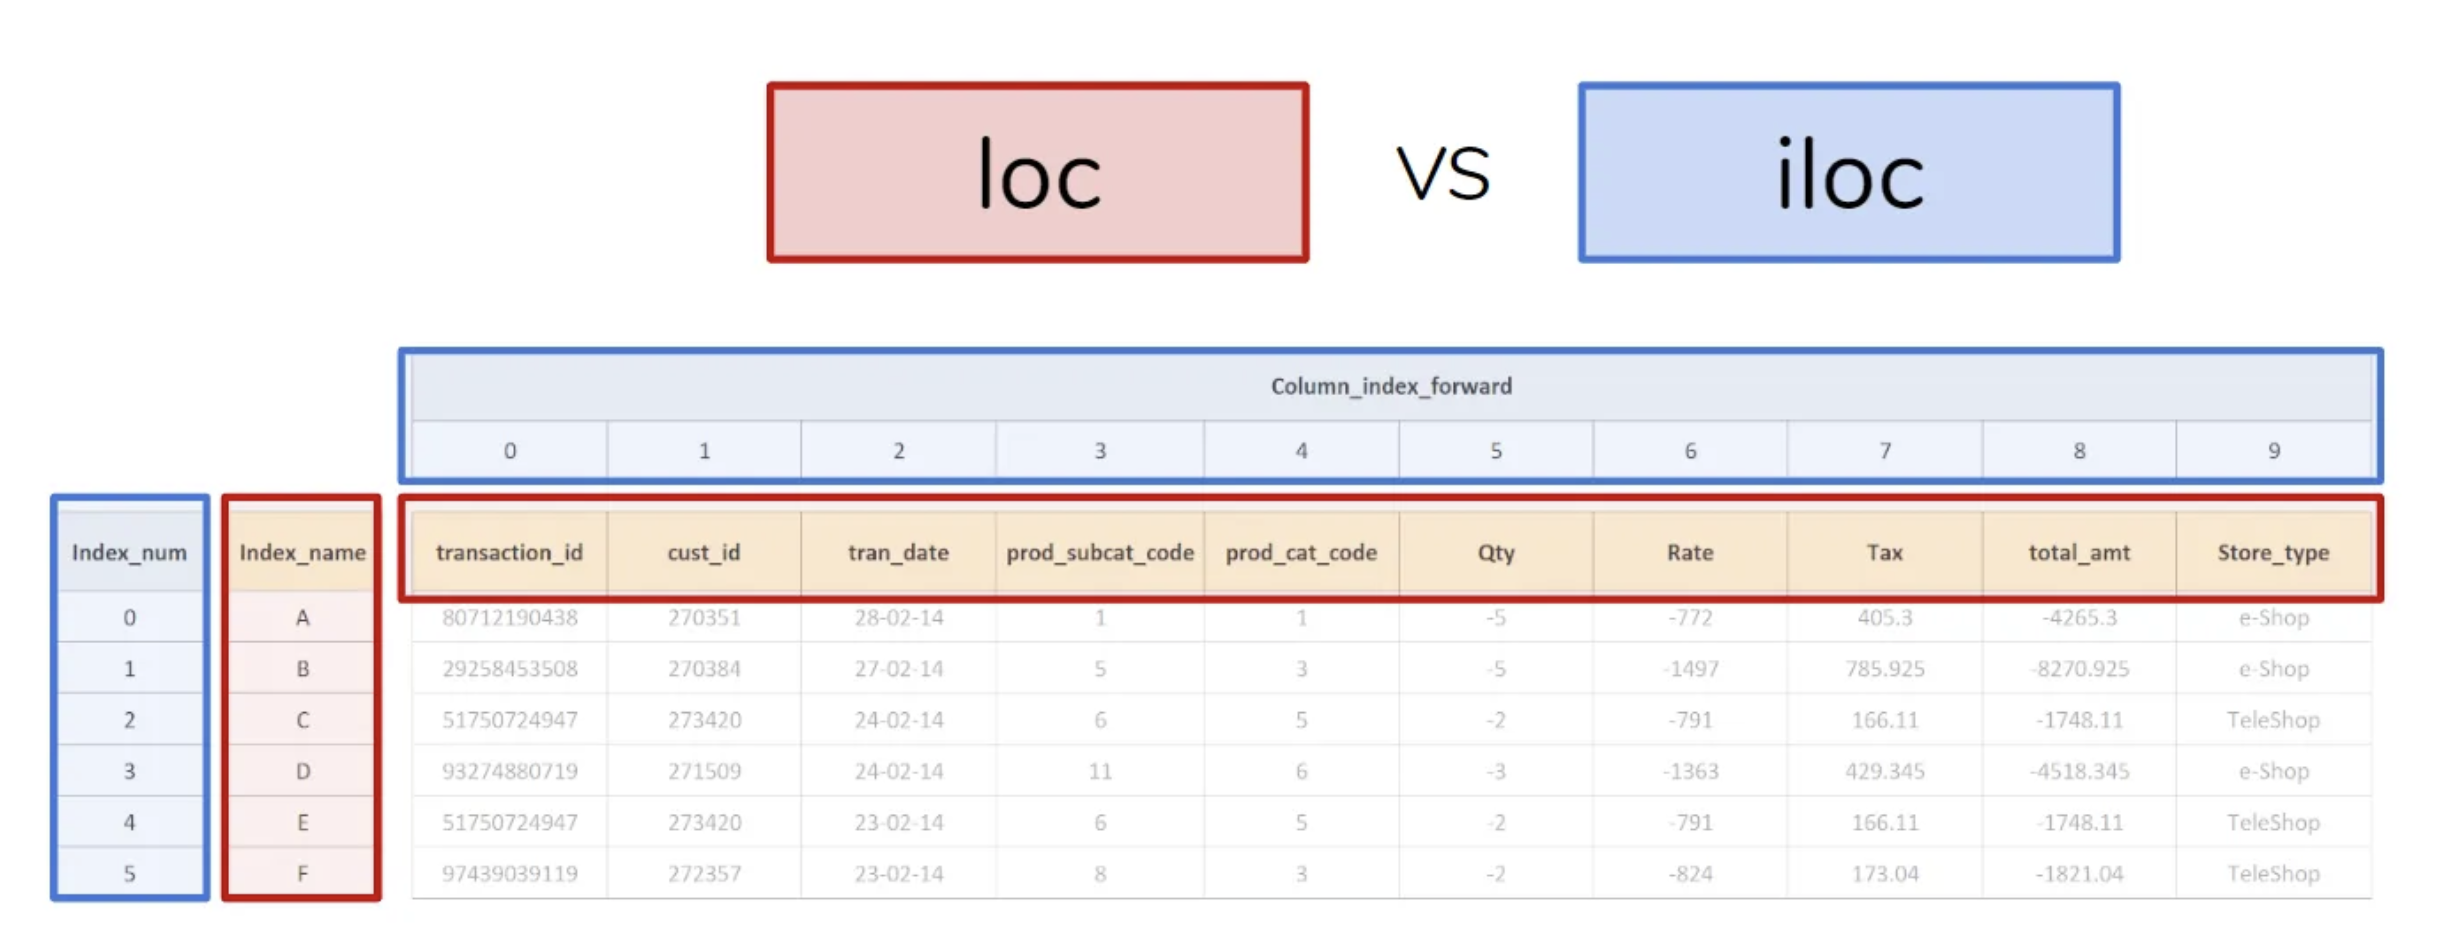 loc VS iloc
Column_index_forward
0 1 2 3 4 5 6 7 8 9
Index_num Index_name transaction_id cust_id tran_date prod_subcat_code prod_cat_code Qty Rate Tax total_amt Store_type
0 A 80712190438 270351 28-02-14 1 1 -5 -772 405.3 -4265.3 e-Shop
1 B 29258453508 270384 27-02-14 5 3 -5 -1497 785.925 -8270.925 e-Shop
2 C 51750724947 273420 24-02-14 6 5 -2 -791 166.11 -1748.11 TeleShop
3 D 93274880719 271509 24-02-14 11 6 -3 -1363 429.345 -4518.345 e-Shop
4 E 51750724947 273420 23-02-14 6 5 -2 -791 166.11 -1748.11 TeleShop
5 F 97439039119 272357 23-02-14 8 3 -2 -824 173.04 -1821.04 TeleShop